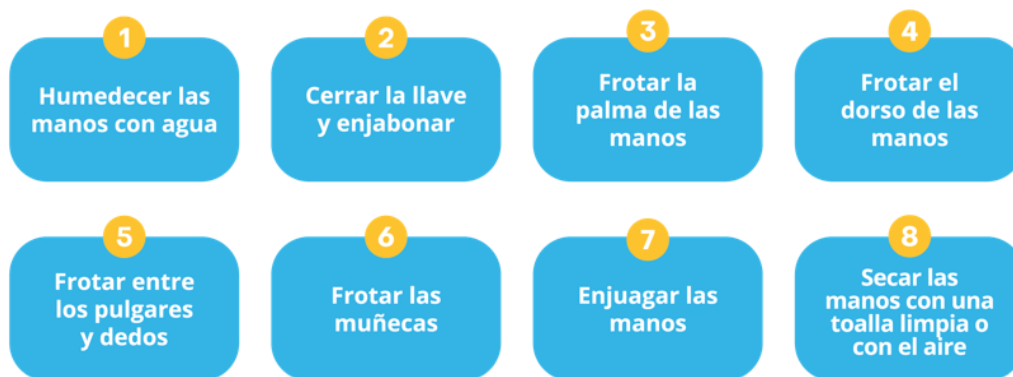 1
Humedecer las
manos con agua
2
Cerrar la llave
y enjabonar
3
Frotar la
palma de las
manos
4
Frotar el
dorso de las
manos
5
Frotar entre
los pulgares
y dedos
6
Frotar las
muñecas
7
Enjuagar las
manos
8
Secar las
manos con una
toalla limpia o
con el aire